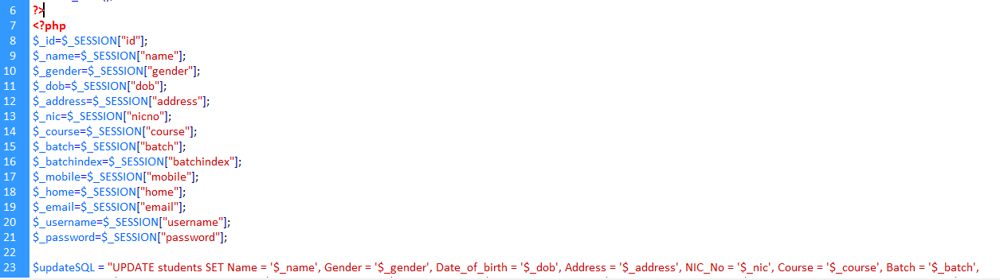 6 ?>
7 <?php
8 $_id=$_SESSION["id"];
9 $_name=$_SESSION["name"];
10 $_gender=$_SESSION["gender"];
11 $_dob=$_SESSION["dob"];
12 $_address=$_SESSION["address"];
13 $_nic=$_SESSION["nicno"];
14 $_course=$_SESSION["course"];
15 $_batch=$_SESSION["batch"];
16 $_batchindex=$_SESSION["batchindex"];
17 $_mobile=$_SESSION["mobile"];
18 $_home=$_SESSION["home"];
19 $_email=$_SESSION["email"];
20 $_username=$_SESSION["username"];
21 $_password=$_SESSION["password"];
22
23 $updateSQL = "UPDATE students SET Name = '$_name', Gender = '$_gender', Date_of_birth = '$_dob', Address = '$_address', NIC_No = '$_nic', Course = '$_course', Batch = '$_batch',